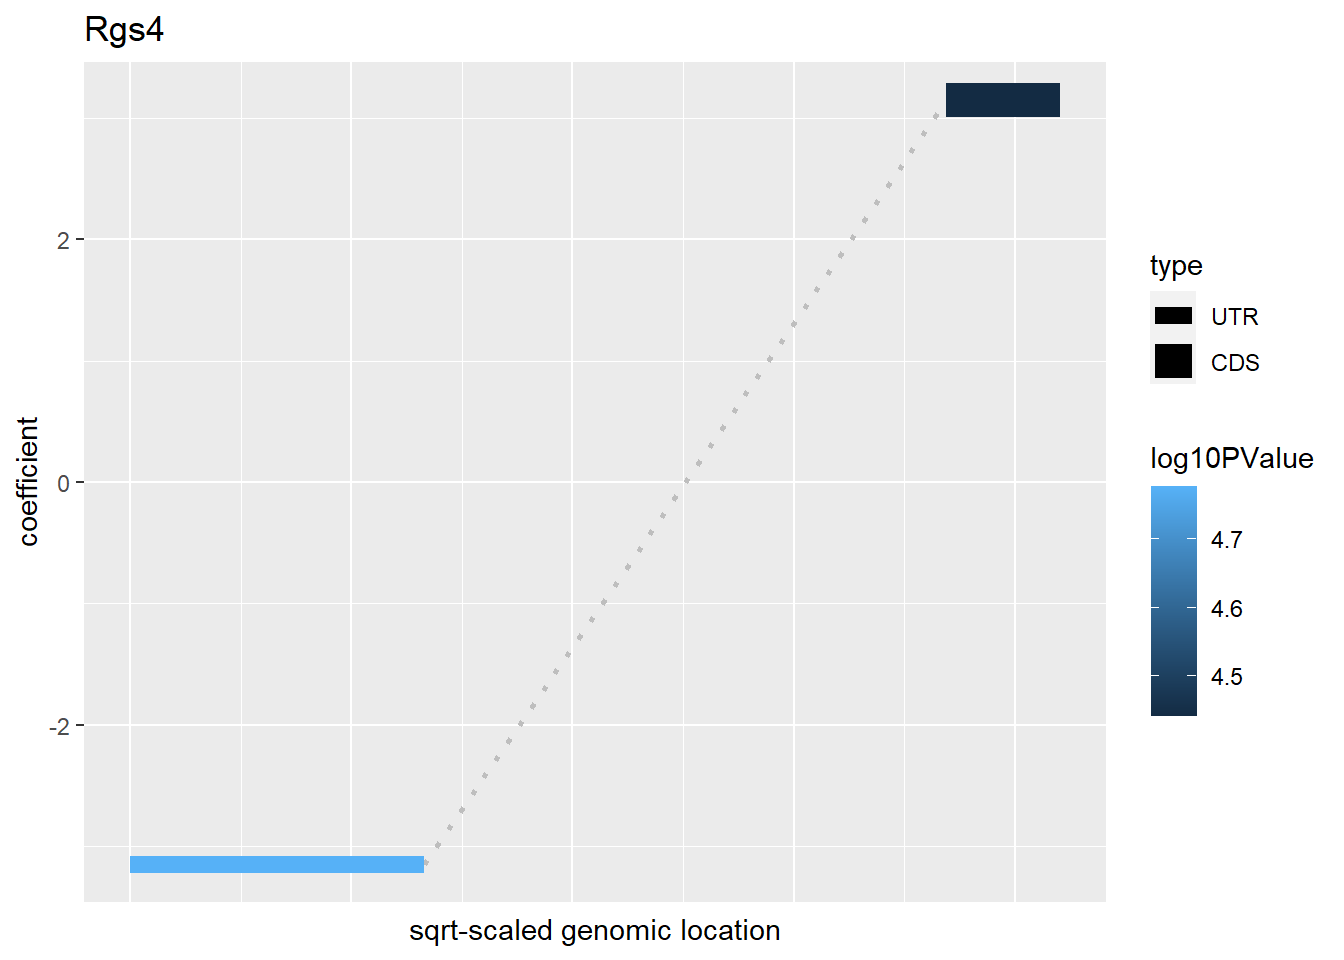 Rgs4
2
0
-2
coefficient
sqrt-scaled genomic location
type
UTR
CDS
log10PValue
4.7
4.6
4.5